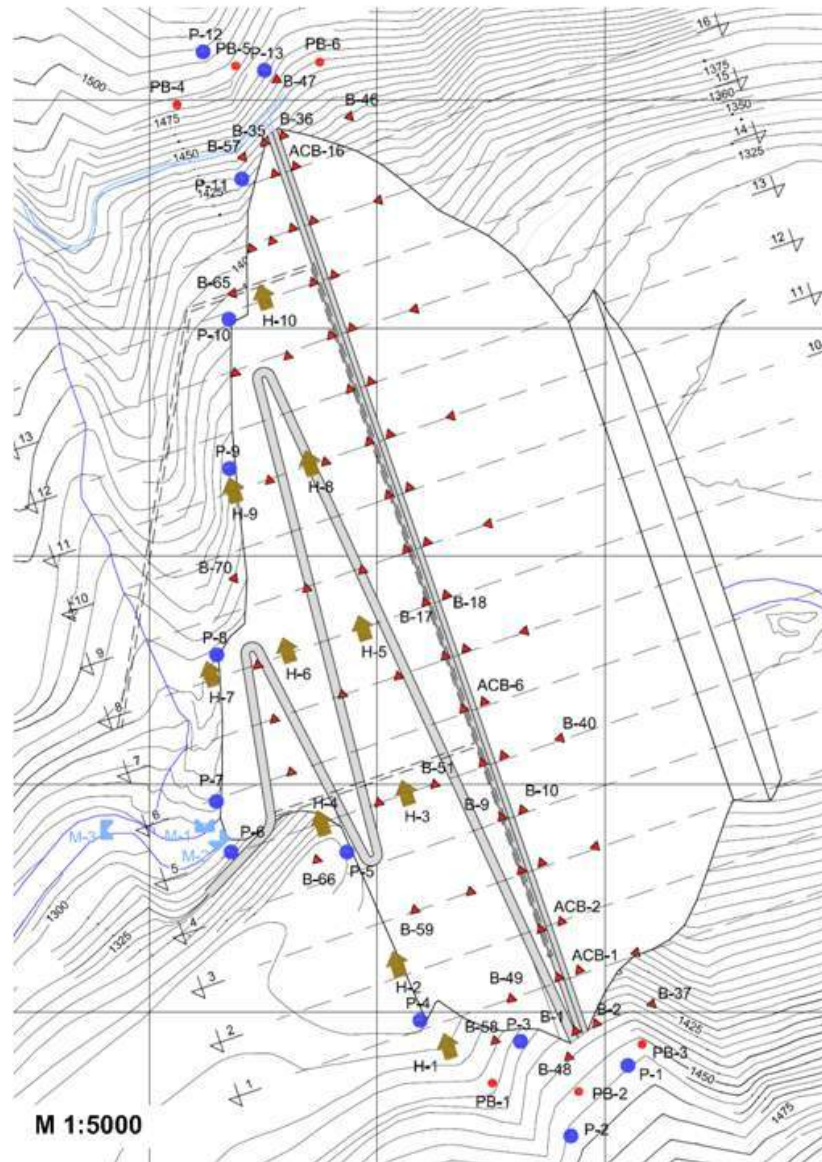 16
P-12
PB-5
P-13
PB-6
1375
15
1500
B-47
1360
PB-4
1350
B-46
1475
B-36
14
B-35
1325
1450
B-57
ACB-16
P-11
1425
13
12
B-65
11
H-10
P-10
10
13
P-9
H-8
12
H-9
11
B-70
B-18
10
B-17
P-8
H-5
9
H-6
H-7
ACB-6
8
B-40
7
B-51
P-7
B-10
H-3
B-9
6
H-4
M-3
M-1
P-6
M-2
P-5
5
B-66
1300
ACB-2
1325
4
B-59
ACB-1
3
H-2
B-49
B-37
P-4
B-1
B-2
1425
2
B-58
P-3
PB-3
H-1
B-48
P-1
1450
1
PB-1
PB-2
1475
M 1:5000
P-2